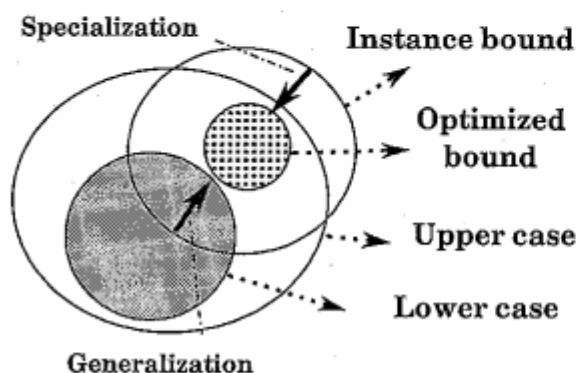 Specialization
Instance bound
Optimized
bound
Upper case
Lower case
Generalization